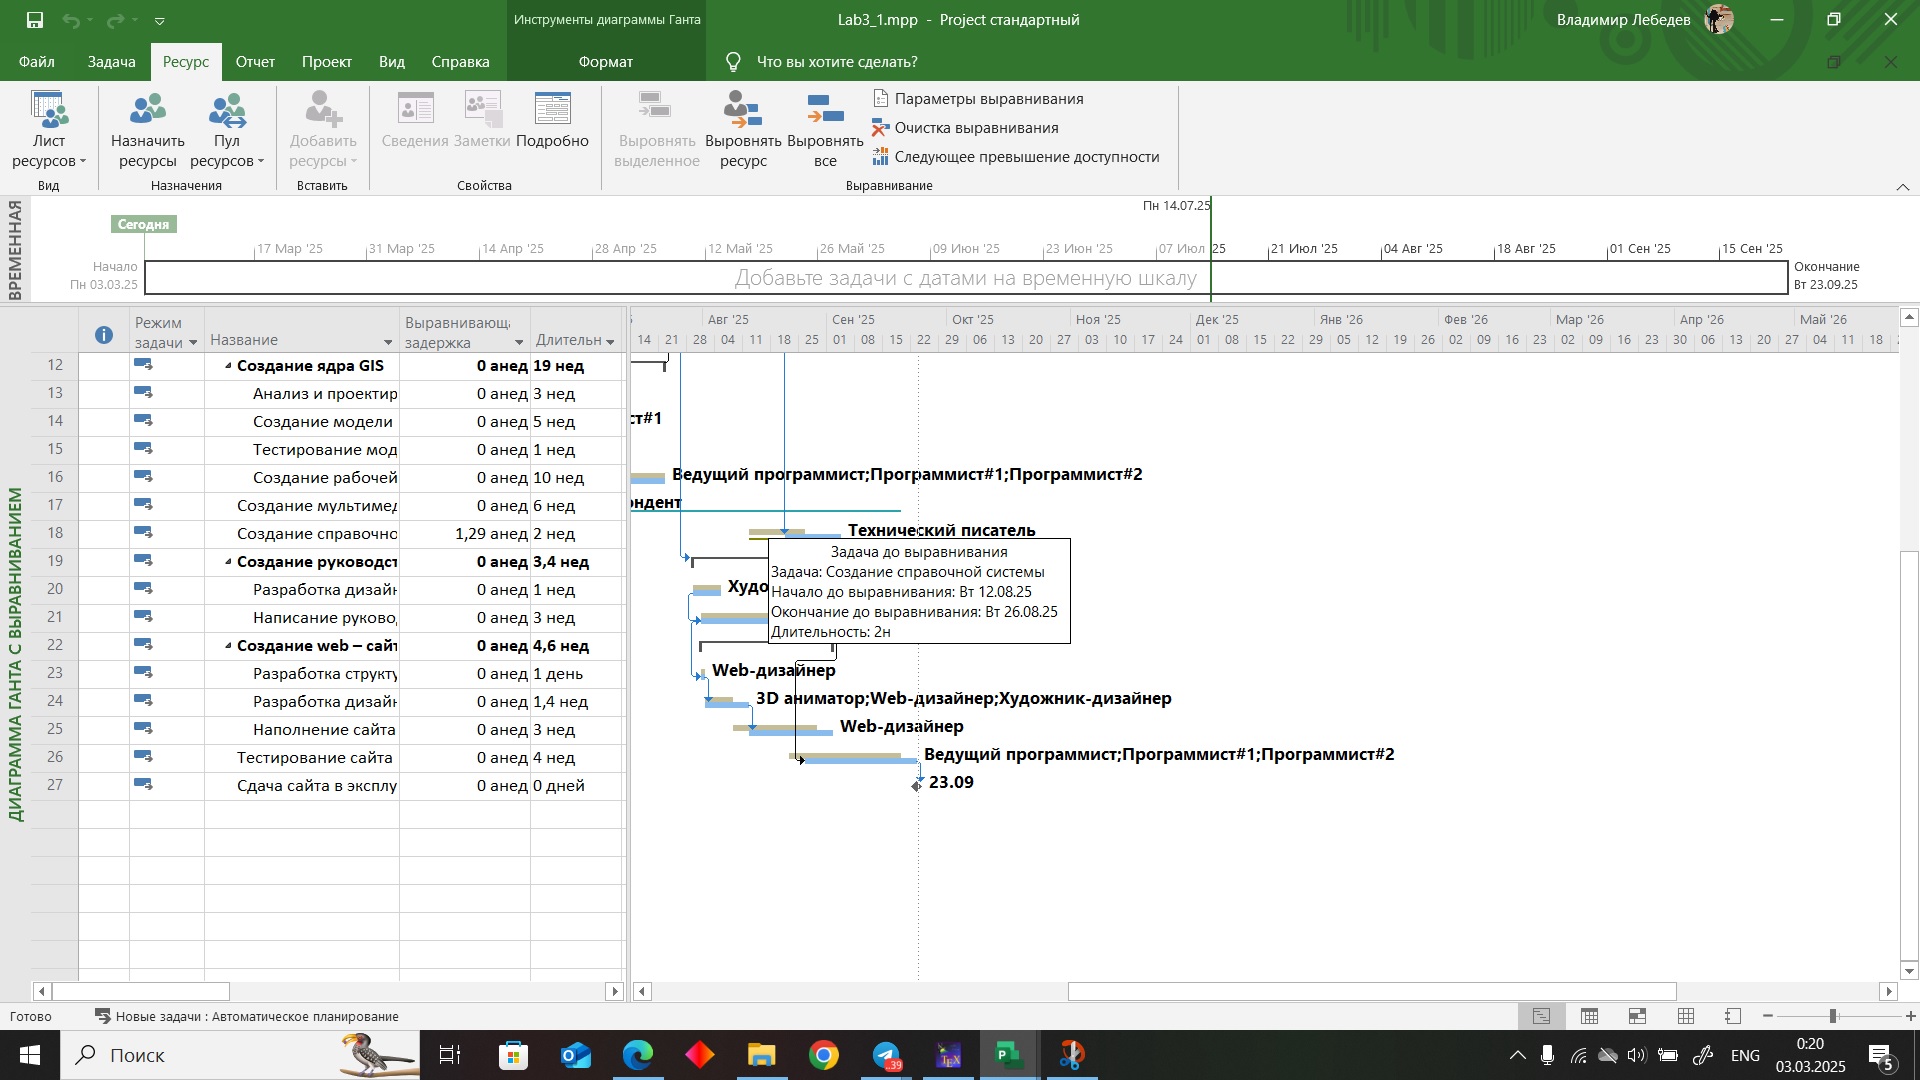 Инструменты диаграммы Ганта
Lab3_1.mpp - Project стандартный
Владимир Лебедев
Файл
Задача
Ресурс
Отчет
Проект
Вид
Справка
Формат
Что вы хотите сделать?
Лист ресурсов
Назначить ресурсы
Пул ресурсов
Добавить ресурсы
Сведения
Заметки
Подробно
Выровнять выделенное
Выровнять ресурс
Выровнять все
Параметры выравнивания
Очистка выравнивания
Следующее превышение доступности
Вид
Назначения
Вставить
Свойства
Выравнивание
ВРЕМЕННАЯ
Пн 14.07.25
Сегодня
17 Мар '25
31 Мар '25
14 Апр '25
28 Апр '25
12 Май '25
26 Май '25
09 Июн '25
23 Июн '25
07 Июл '25
21 Июл '25
04 Авг '25
18 Авг '25
01 Сен '25
15 Сен '25
Начало
Пн 03.03.25
Добавьте задачи с датами на временную шкалу
Окончание
Вт 23.09.25
ДИАГРАММА ГАНТА С ВЫРАВНИВАНИЕМ
Режим задачи
Название
Выравнивающа задержка
Длительн
Авг '25
Сен '25
Окт '25
Ноя '25
Дек '25
Янв '26
Фев '26
Мар '26
Апр '26
Май '26
14 21 28 04 11 18 25 01 08 15 22 29 06 13 20 27 03 10 17 24 01 08 15 22 29 05 12 19 26 02 09 16 23 02 09 16 23 30 06 13 20 27 04 11 18
12 Создание ядра GIS 0 анед 19 нед
13 Анализ и проектир 0 анед 3 нед
14 Создание модели 0 анед 5 нед
15 Тестирование мод 0 анед 1 нед
16 Создание рабочей 0 анед 10 нед
17 Создание мультимед 0 анед 6 нед
18 Создание справочно 1,29 анед 2 нед
19 Создание руководст 0 анед 3,4 нед
20 Разработка дизайн 0 анед 1 нед
21 Написание руково, 0 анед 3 нед
22 Создание web – сайт 0 анед 4,6 нед
23 Разработка структу 0 анед 1 день
24 Разработка дизайн 0 анед 1,4 нед
25 Наполнение сайта 0 анед 3 нед
26 Тестирование сайта 0 анед 4 нед
27 Сдача сайта в эксплу 0 анед 0 дней
ст#1
Ведущий программист;Программист#1;Программист#2
ондент
Технический писатель
Худо
Задача до выравнивания
Задача: Создание справочной системы
Начало до выравнивания: Вт 12.08.25
Окончание до выравнивания: Вт 26.08.25
Длительность: 2н
Web-дизайнер
3D аниматор;Web-дизайнер;Художник-дизайнер
Web-дизайнер
Ведущий программист;Программист#1;Программист#2
23.09
Готово
Новые задачи : Автоматическое планирование
Поиск
39
ENG
0:20
03.03.2025
5